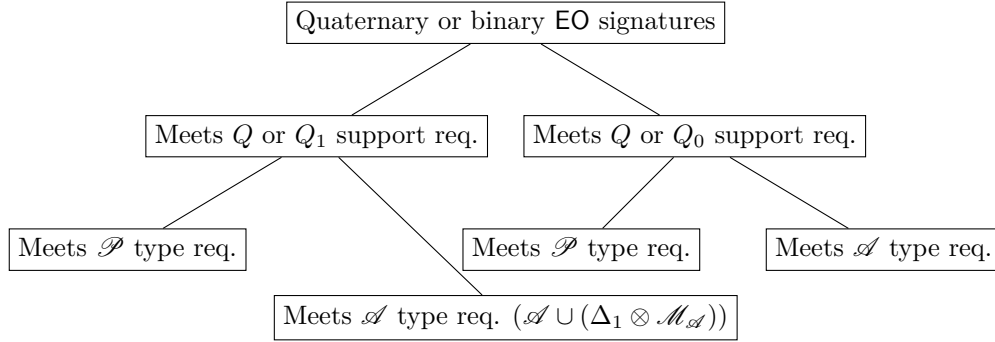 Quaternary or binary EO signatures
Meets Q or Q₁ support req.
Meets Q or Q₀ support req.
Meets 𝒫 type req.
Meets 𝒫 type req.
Meets 𝒜 type req.
Meets 𝒜 type req. (𝒜 ∪ (Δ₁ ⊗ ℳ_𝒜))